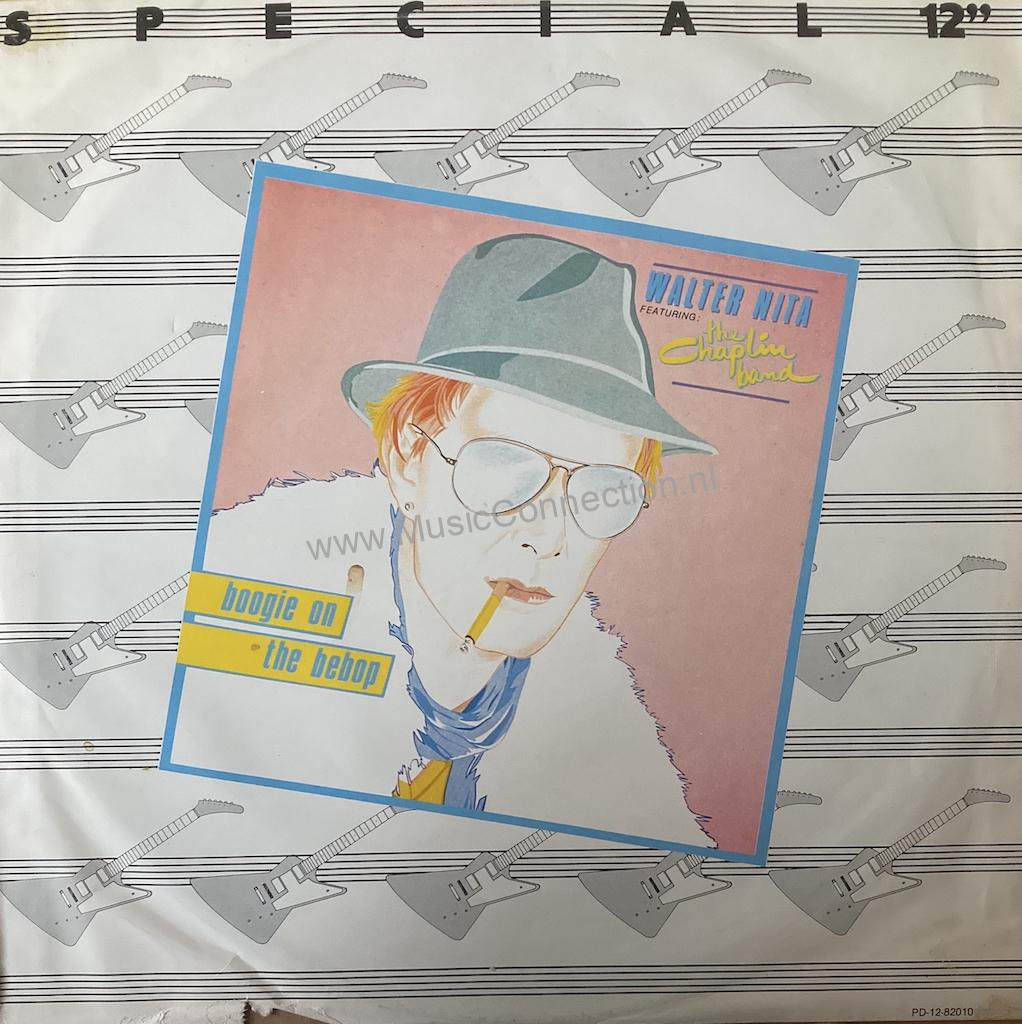 SPECIAL 12"
WALTER NITA
FEATURING:
the
Chaplin
band
www.MusicConnection.nl
boogie on
the bebop
PD-12-82010